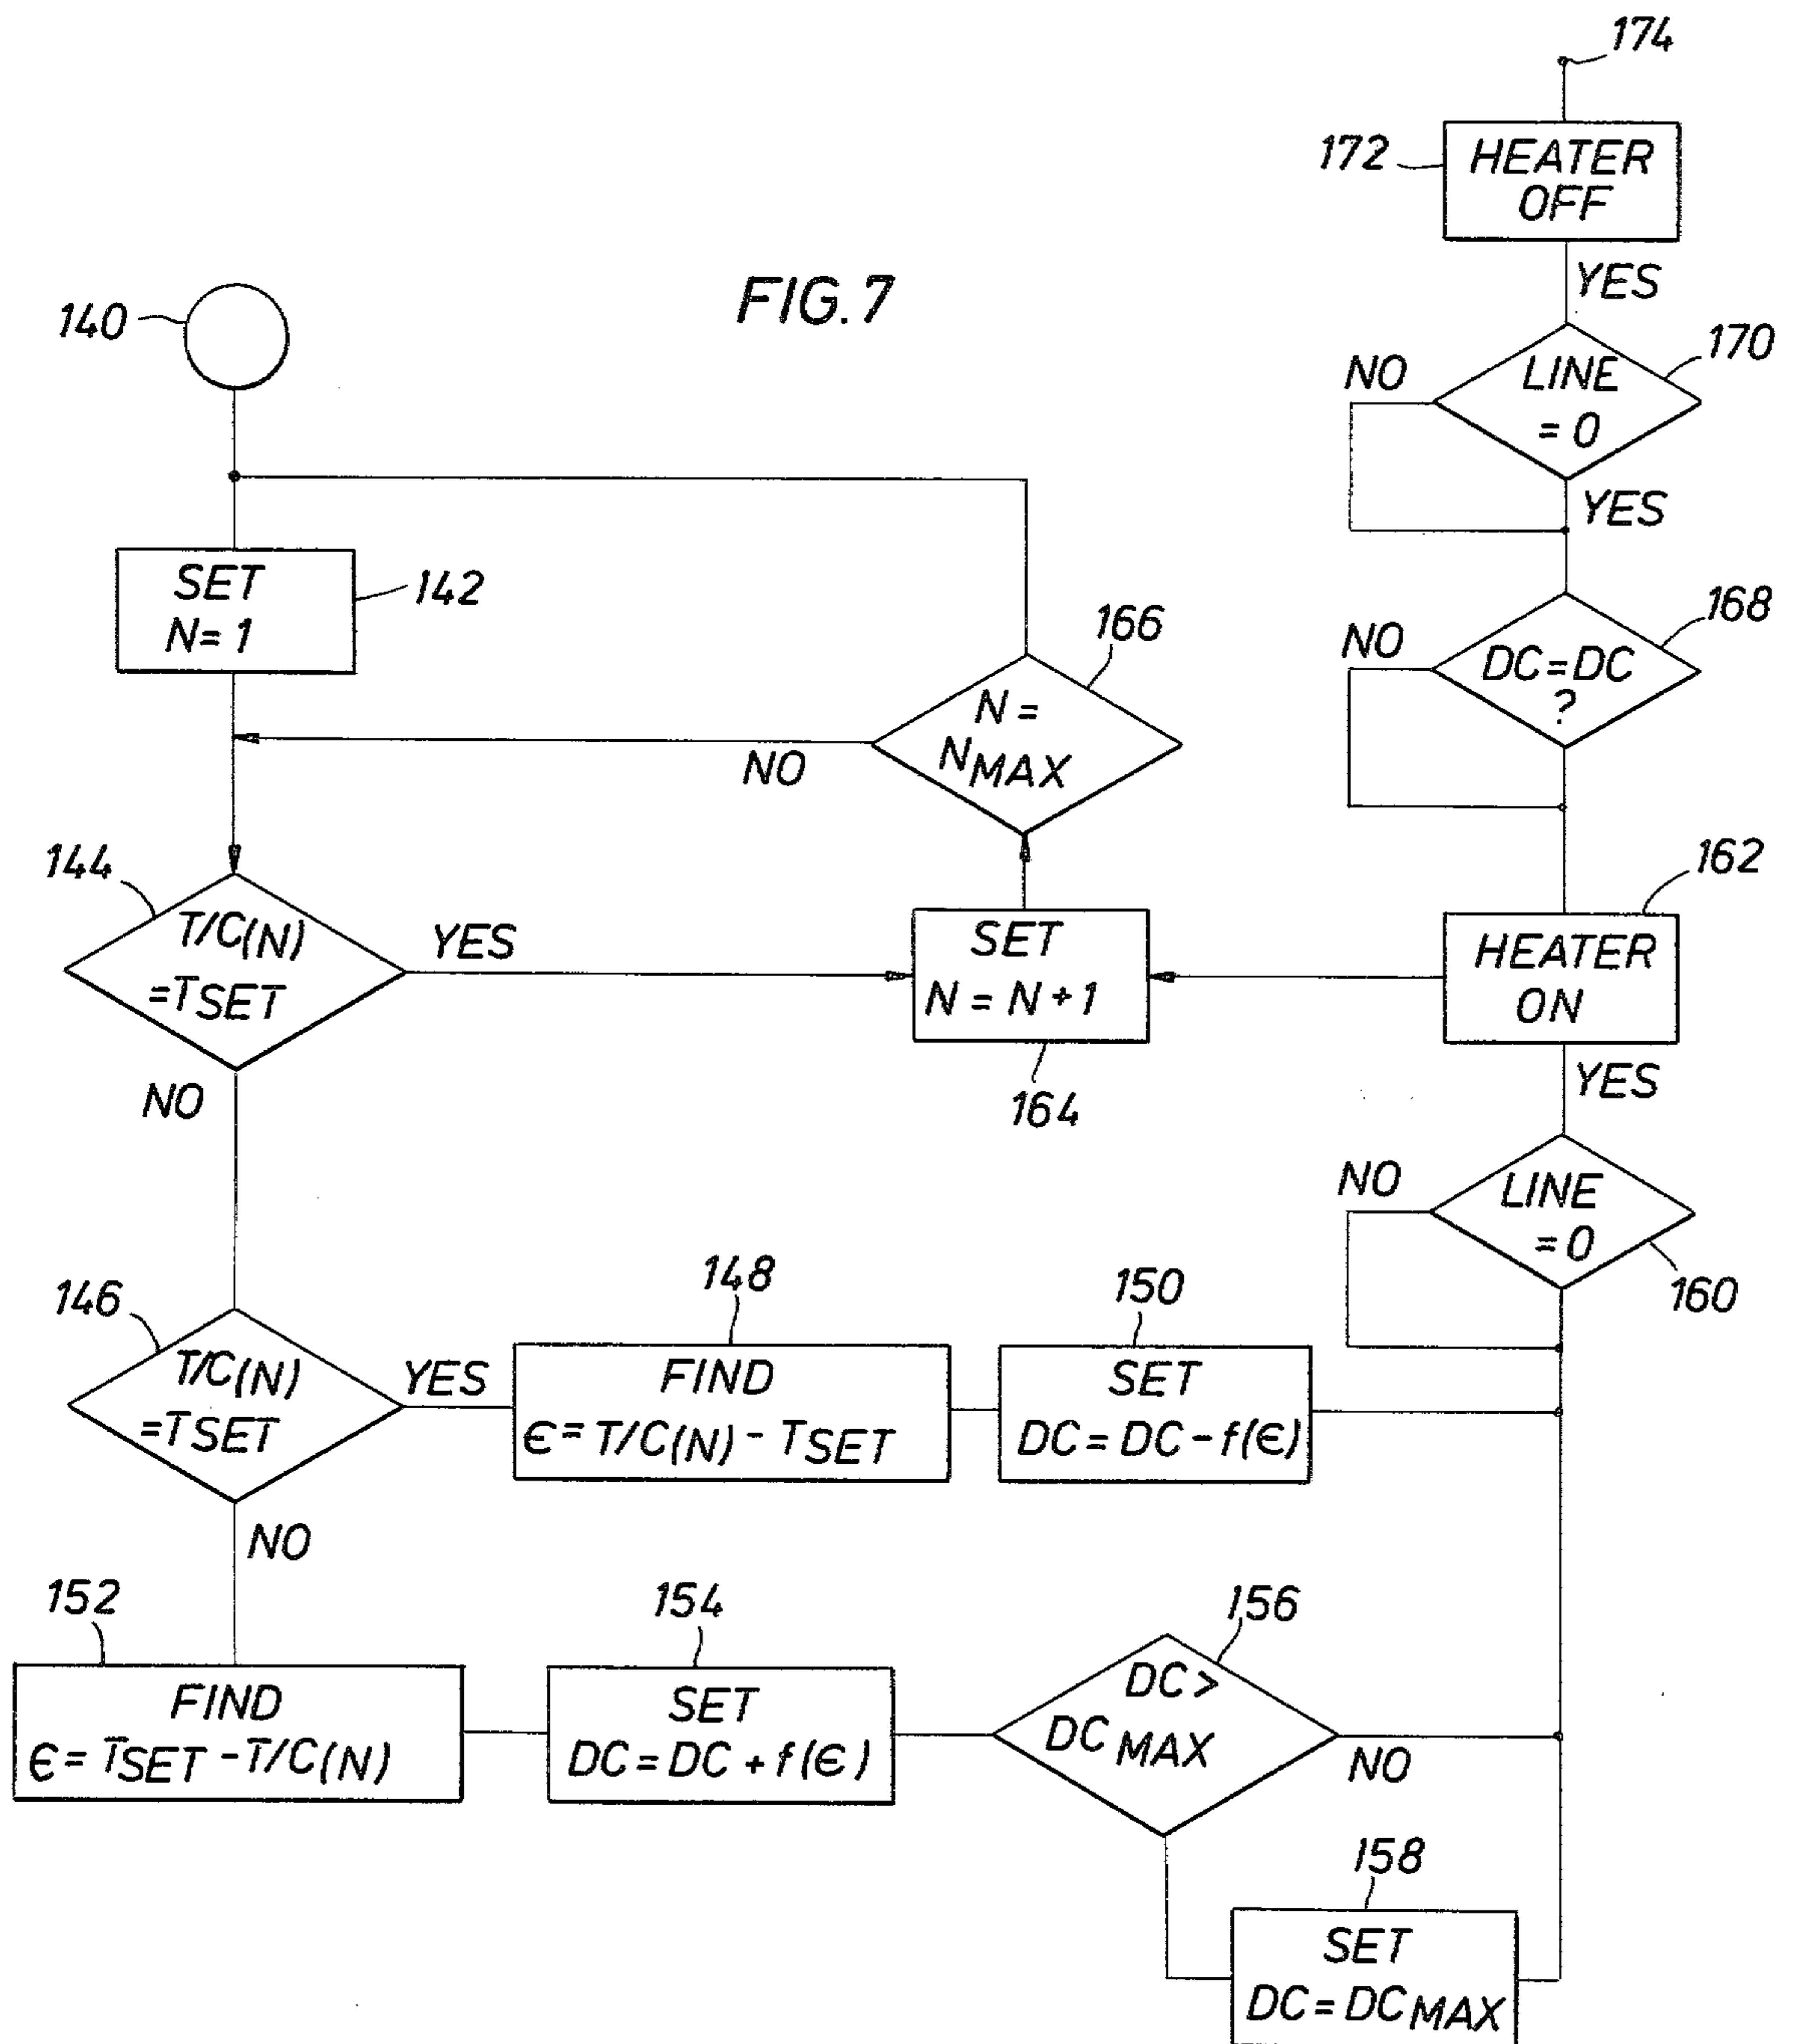 174
172
HEATER
OFF
YES
FIG. 7
140
170
NO
LINE
= 0
YES
SET
N = 1
142
168
NO
DC = DC
?
166
N =
NMAX
NO
144
T/C(N)
=TSET
YES
SET
N = N + 1
164
162
HEATER
ON
YES
NO
NO
LINE
= 0
160
146
T/C(N)
=TSET
YES
148
FIND
ϵ = T/C(N) - TSET
150
SET
DC = DC - f(ϵ)
NO
152
FIND
ϵ = TSET - T/C(N)
154
SET
DC = DC + f(ϵ)
156
DC >
DC MAX
NO
158
SET
DC = DC MAX